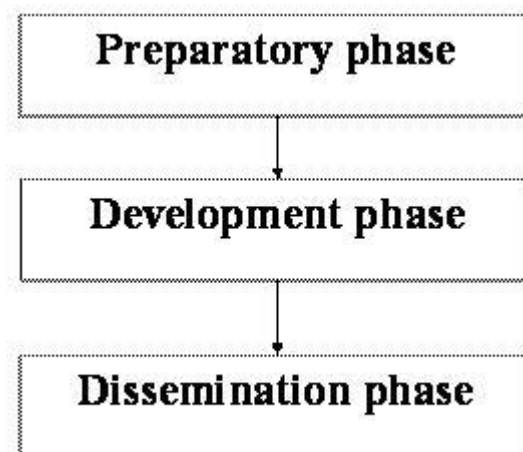 Preparatory phase
Development phase
Dissemination phase